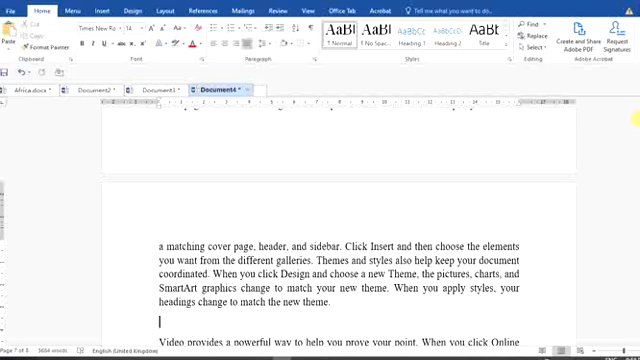 File Home Menu Insert Design Layout References Mailings Review View Office Tab Acrobat Tell me what you want to do
Paste Cut
Copy
Format Painter
Times New Ro
AaBl AaBl AaBbCc AaBbCc AaBl
¶ Normal ¶ No Spac... Heading 1 Heading 2 Title
Find
Replace
Select
Create and Share Adobe PDF
Request Signatures
Clipboard Font Paragraph Styles Editing Adobe Acrobat
Africa.docx Document2 * Document3 * Document4 *
a matching cover page, header, and sidebar. Click Insert and then choose the elements
you want from the different galleries. Themes and styles also help keep your document
coordinated. When you click Design and choose a new Theme, the pictures, charts, and
SmartArt graphics change to match your new theme. When you apply styles, your
headings change to match the new theme.
Video provides a powerful way to help you prove your point. When you click Online
Page 7 of 8 3684 words English (United Kingdom)